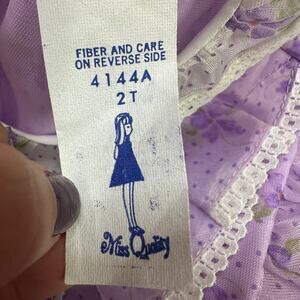 FIBER AND CARE
ON REVERSE SIDE
4144A
2T
Miss Quality